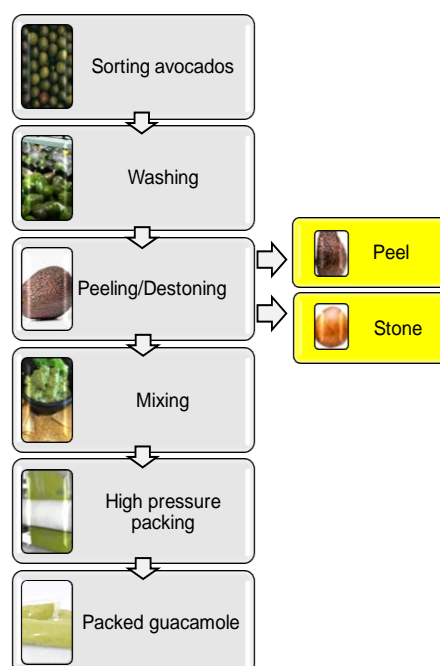 Sorting avocados
Washing
Peeling/Destoning
Peel
Stone
Mixing
High pressure
packing
Packed guacamole